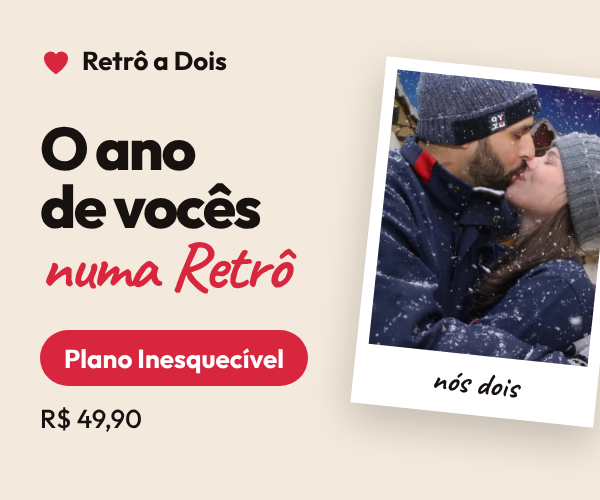 Retrô a Dois
O ano
de vocês
numa Retrô
Plano Inesquecível
R$ 49,90
nós dois